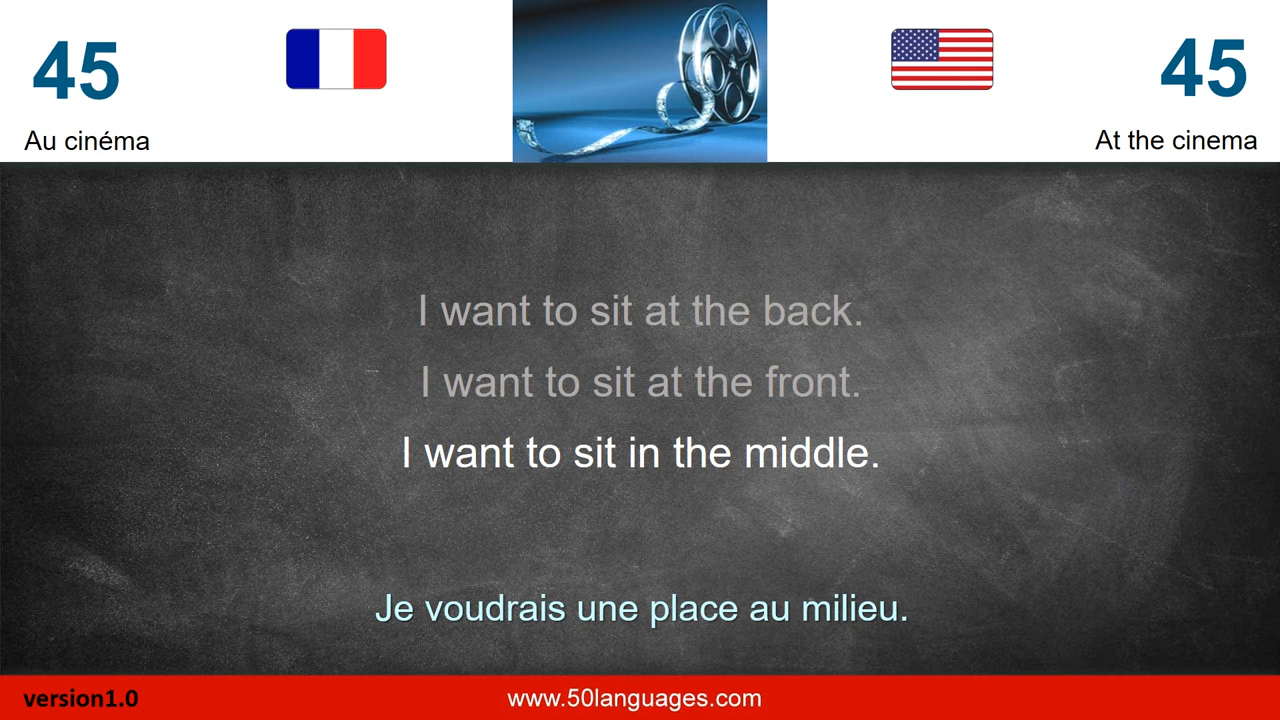 45
45
Au cinéma
At the cinema
I want to sit at the back.
I want to sit at the front.
I want to sit in the middle.
Je voudrais une place au milieu.
version1.0
www.50languages.com